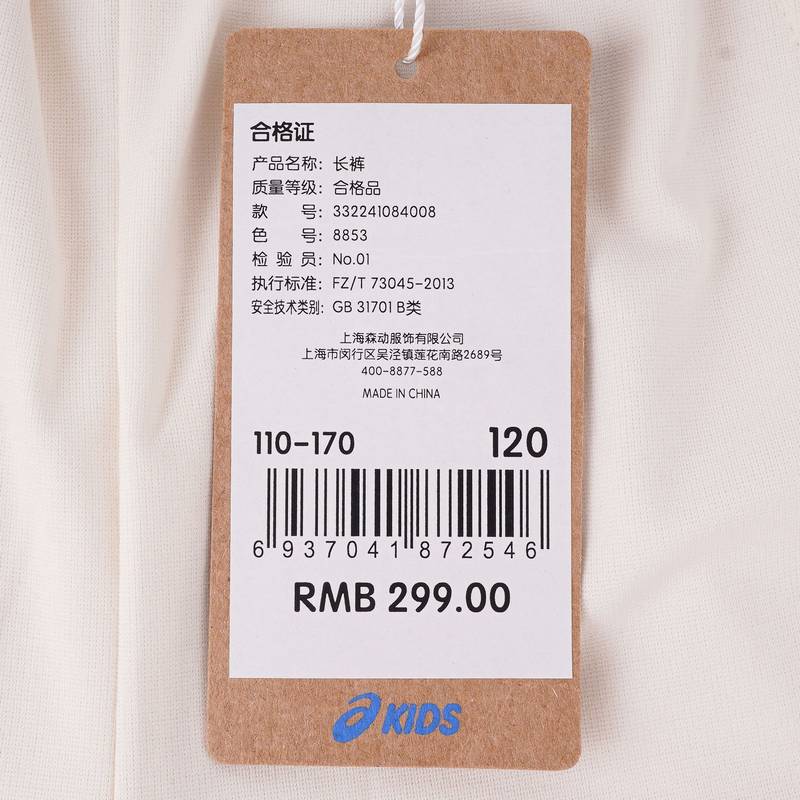 合格证
产品名称: 长裤
质量等级: 合格品
款 号: 332241084008
色 号: 8853
检 验 员: No.01
执行标准: FZ/T 73045-2013
安全技术类别: GB 31701 B类
上海森动服饰有限公司
上海市闵行区吴泾镇莲花南路2689号
400-8877-588
MADE IN CHINA
110-170 120
6 937041 872546
RMB 299.00
KIDS